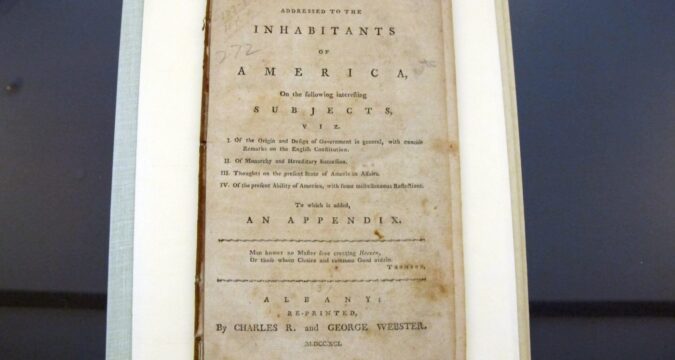 ADDRESSED TO THE
INHABITANTS
OF
AMERICA,
On the following intereſting
SUBJECTS,
VIZ.
I. Of the Origin and Deſign of Government in general, with conciſe
Remarks on the Engliſh Conſtitution.
II. Of Monarchy and Hereditary Succeſſion.
III. Thoughts on the preſent State of American Affairs.
IV. Of the preſent Ability of America, with ſome miſcellaneous Reflections.
To which is added,
AN APPENDIX.
Man knows no Maſter ſave creating Heaven,
Or thoſe whom Choice and common Good ordain.
THOMSON.
ALBANY:
RE-PRINTED,
By CHARLES R. and GEORGE WEBSTER.
M,DCC,XCI.
272